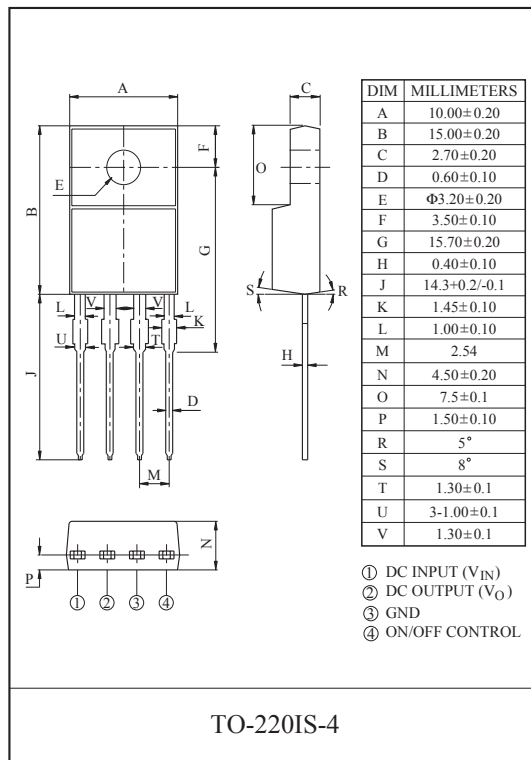 A
C
F
O
E
B
G
S
R
L
V
V
L
K
U
T
H
J
D
M
N
P
① ② ③ ④
DIM MILLIMETERS
A 10.00±0.20
B 15.00±0.20
C 2.70±0.20
D 0.60±0.10
E Φ3.20±0.20
F 3.50±0.10
G 15.70±0.20
H 0.40±0.10
J 14.3+0.2/-0.1
K 1.45±0.10
L 1.00±0.10
M 2.54
N 4.50±0.20
O 7.5±0.1
P 1.50±0.10
R 5°
S 8°
T 1.30±0.1
U 3-1.00±0.1
V 1.30±0.1
① DC INPUT (VIN)
② DC OUTPUT (VO)
③ GND
④ ON/OFF CONTROL
TO-220IS-4